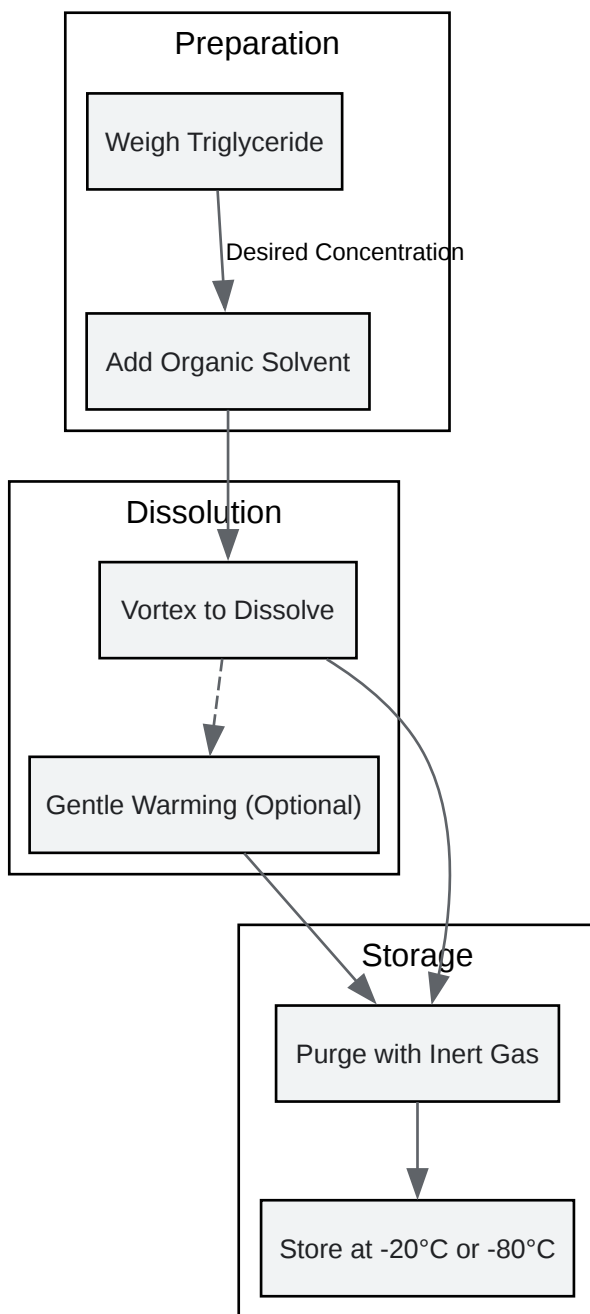 Preparation
Weigh Triglyceride
Desired Concentration
Add Organic Solvent
Dissolution
Vortex to Dissolve
Gentle Warming (Optional)
Storage
Purge with Inert Gas
Store at -20°C or -80°C